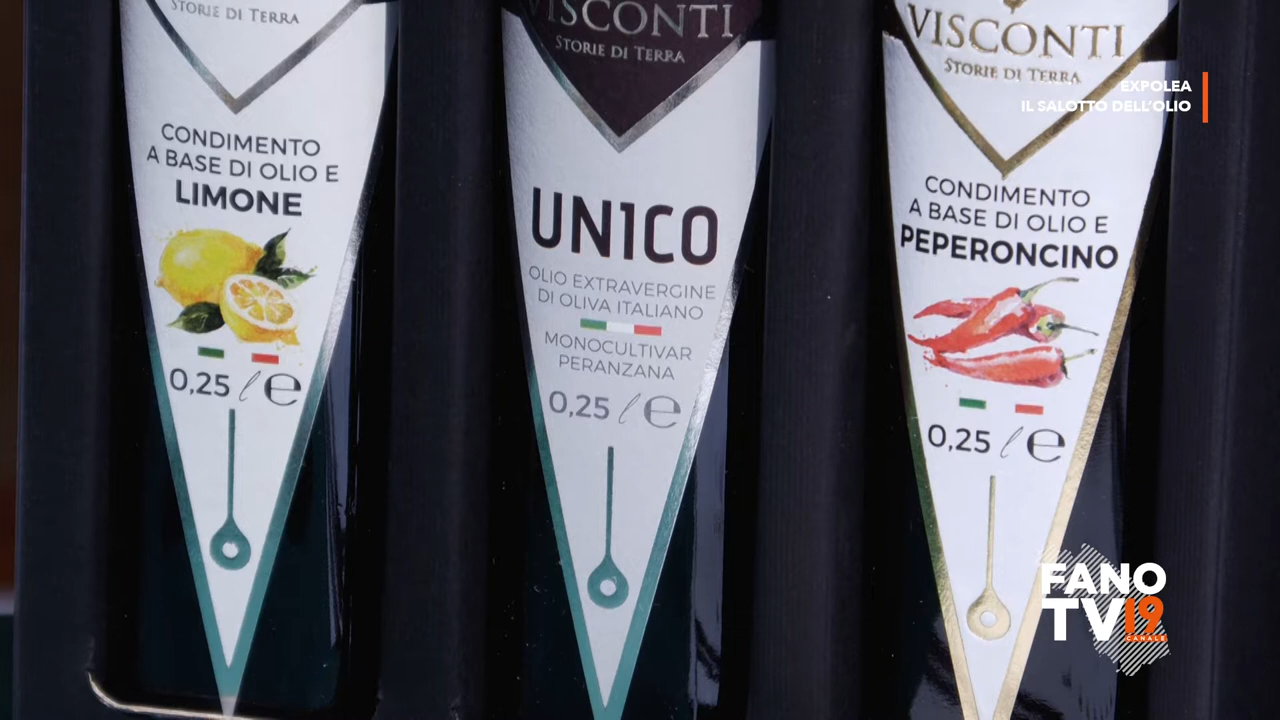 STORIE DI TERRA
CONDIMENTO
A BASE DI OLIO E
LIMONE
0,25 l e
VISCONTI
STORIE DI TERRA
UN1CO
OLIO EXTRAVERGINE
DI OLIVA ITALIANO
MONOCULTIVAR
PERANZANA
0,25 l e
VISCONTI
STORIE DI TERRA
CONDIMENTO
A BASE DI OLIO E
PEPERONCINO
0,25 l e
EXPOLEA
IL SALOTTO DELL'OLIO
FANO
TV19
CANALE